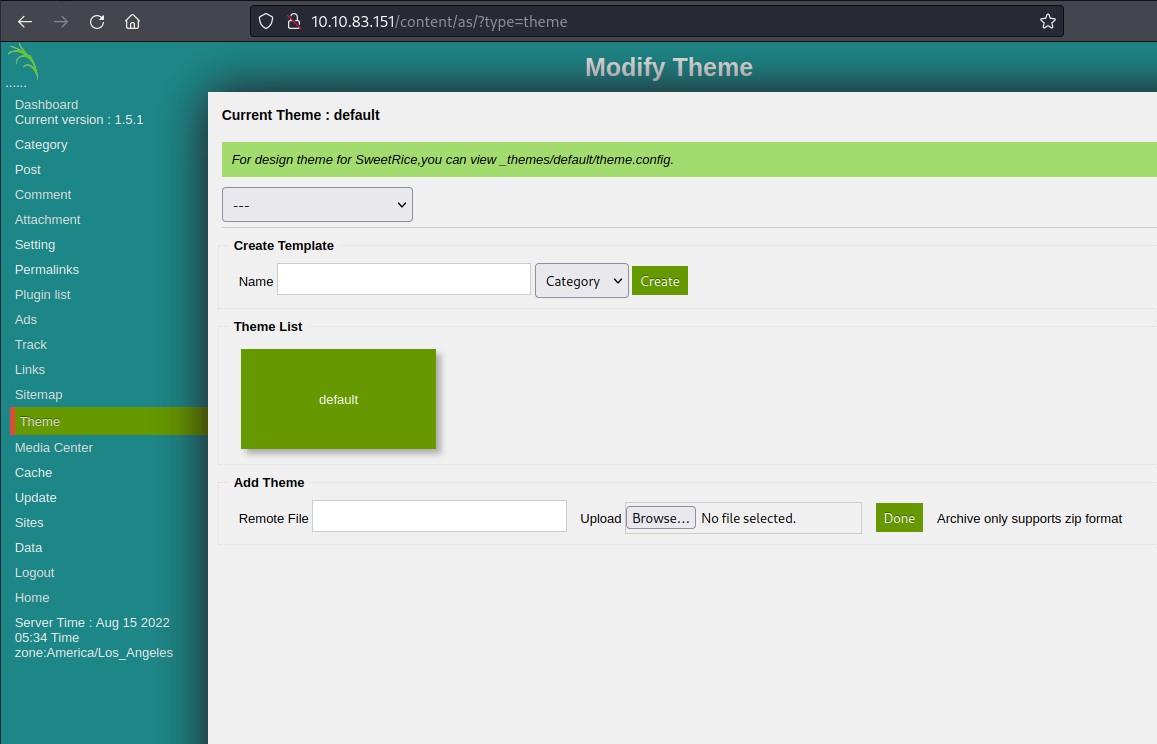 10.10.83.151/content/as/?type=theme
Modify Theme
......
Dashboard
Current version : 1.5.1
Category
Post
Comment
Attachment
Setting
Permalinks
Plugin list
Ads
Track
Links
Sitemap
Theme
Media Center
Cache
Update
Sites
Data
Logout
Home
Server Time : Aug 15 2022
05:34 Time
zone:America/Los_Angeles
Current Theme : default
For design theme for SweetRice,you can view _themes/default/theme.config.
---
Create Template
Name Category Create
Theme List
default
Add Theme
Remote File Upload Browse... No file selected. Done Archive only supports zip format